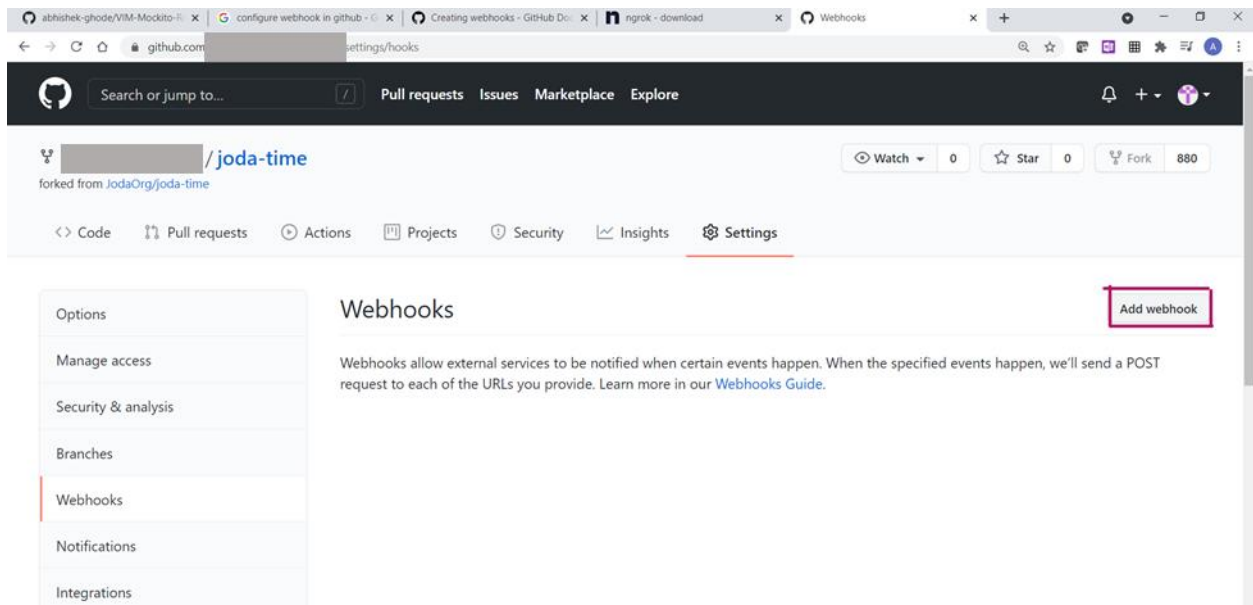 abhishek-ghode/VIM-Mockito-R
configure webhook in github - G
Creating webhooks - GitHub Doc
ngrok - download
Webhooks
github.com
settings/hooks
A
Search or jump to...
/
Pull requests Issues Marketplace Explore
/ joda-time
Watch 0
Star 0
Fork 880
forked from JodaOrg/joda-time
<> Code
Pull requests
Actions
Projects
Security
Insights
Settings
Options
Manage access
Security & analysis
Branches
Webhooks
Notifications
Integrations
Webhooks
Add webhook
Webhooks allow external services to be notified when certain events happen. When the specified events happen, we'll send a POST
request to each of the URLs you provide. Learn more in our Webhooks Guide.